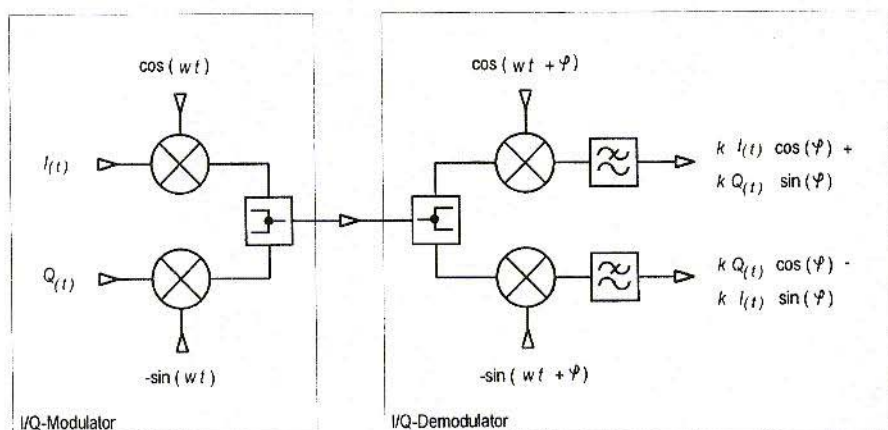 cos(wt)
cos(wt + φ)
I(t)
k I(t) cos(φ) +
k Q(t) sin(φ)
Q(t)
k Q(t) cos(φ) -
k I(t) sin(φ)
-sin(wt)
-sin(wt + φ)
I/Q-Modulator
I/Q-Demodulator